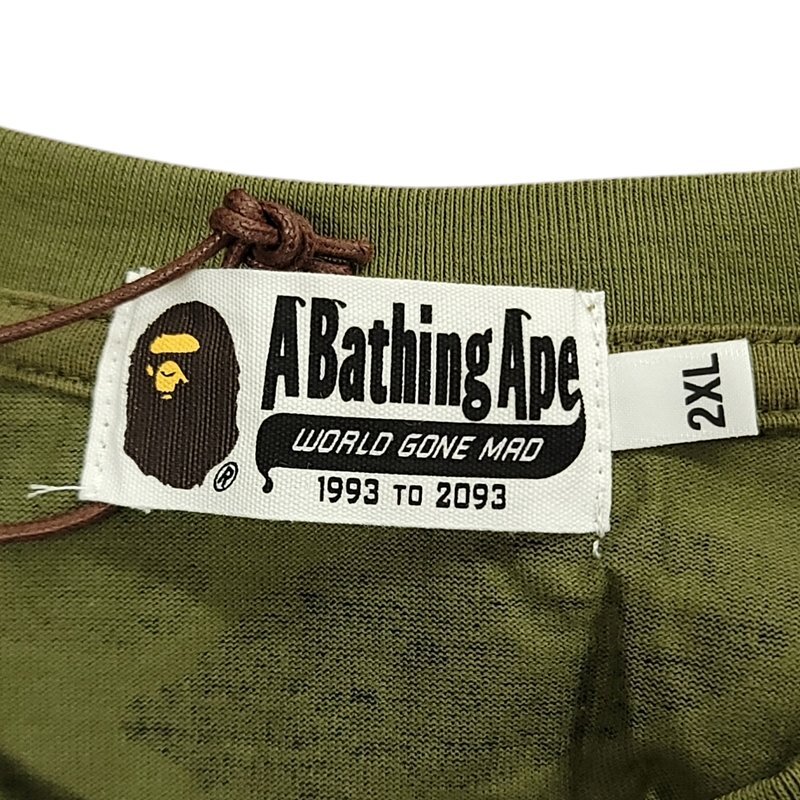 A Bathing Ape
WORLD GONE MAD
1993 TO 2093
®
2XL